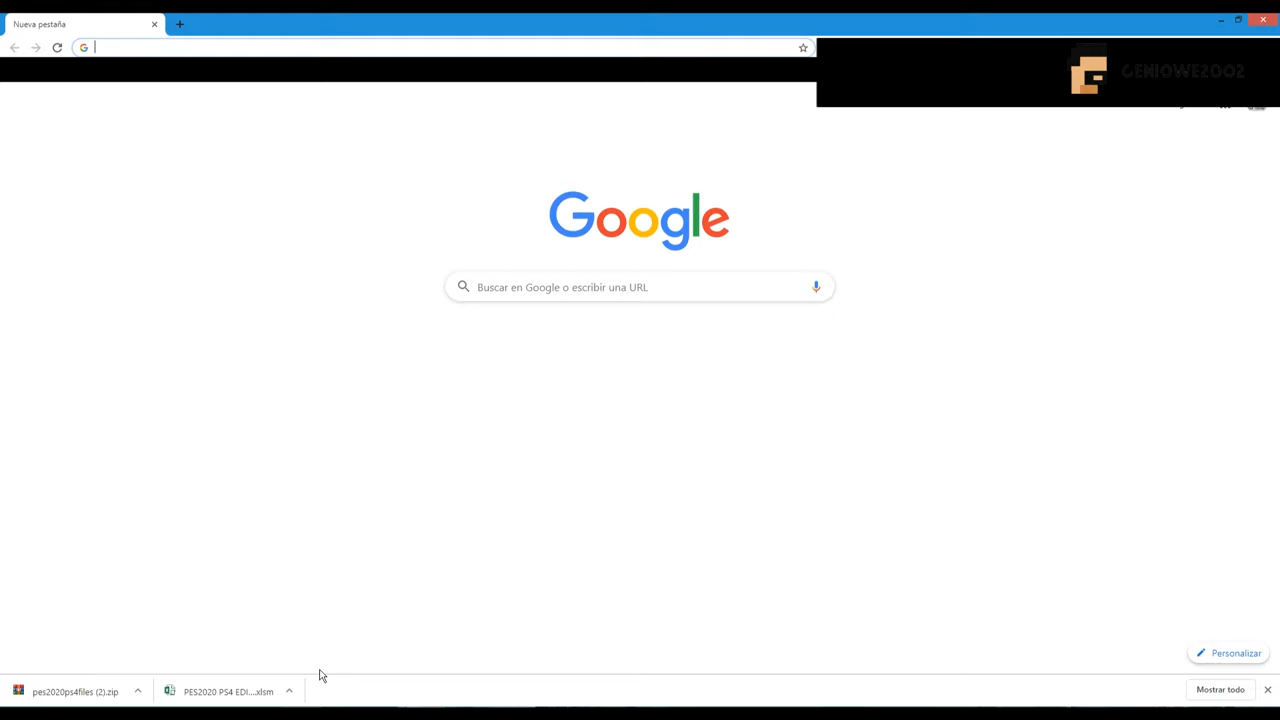 Nueva pestaña
GENIOWE2002
Google
Buscar en Google o escribir una URL
Personalizar
pes2020ps4files (2).zip
PES2020 PS4 EDI....xlsm
Mostrar todo